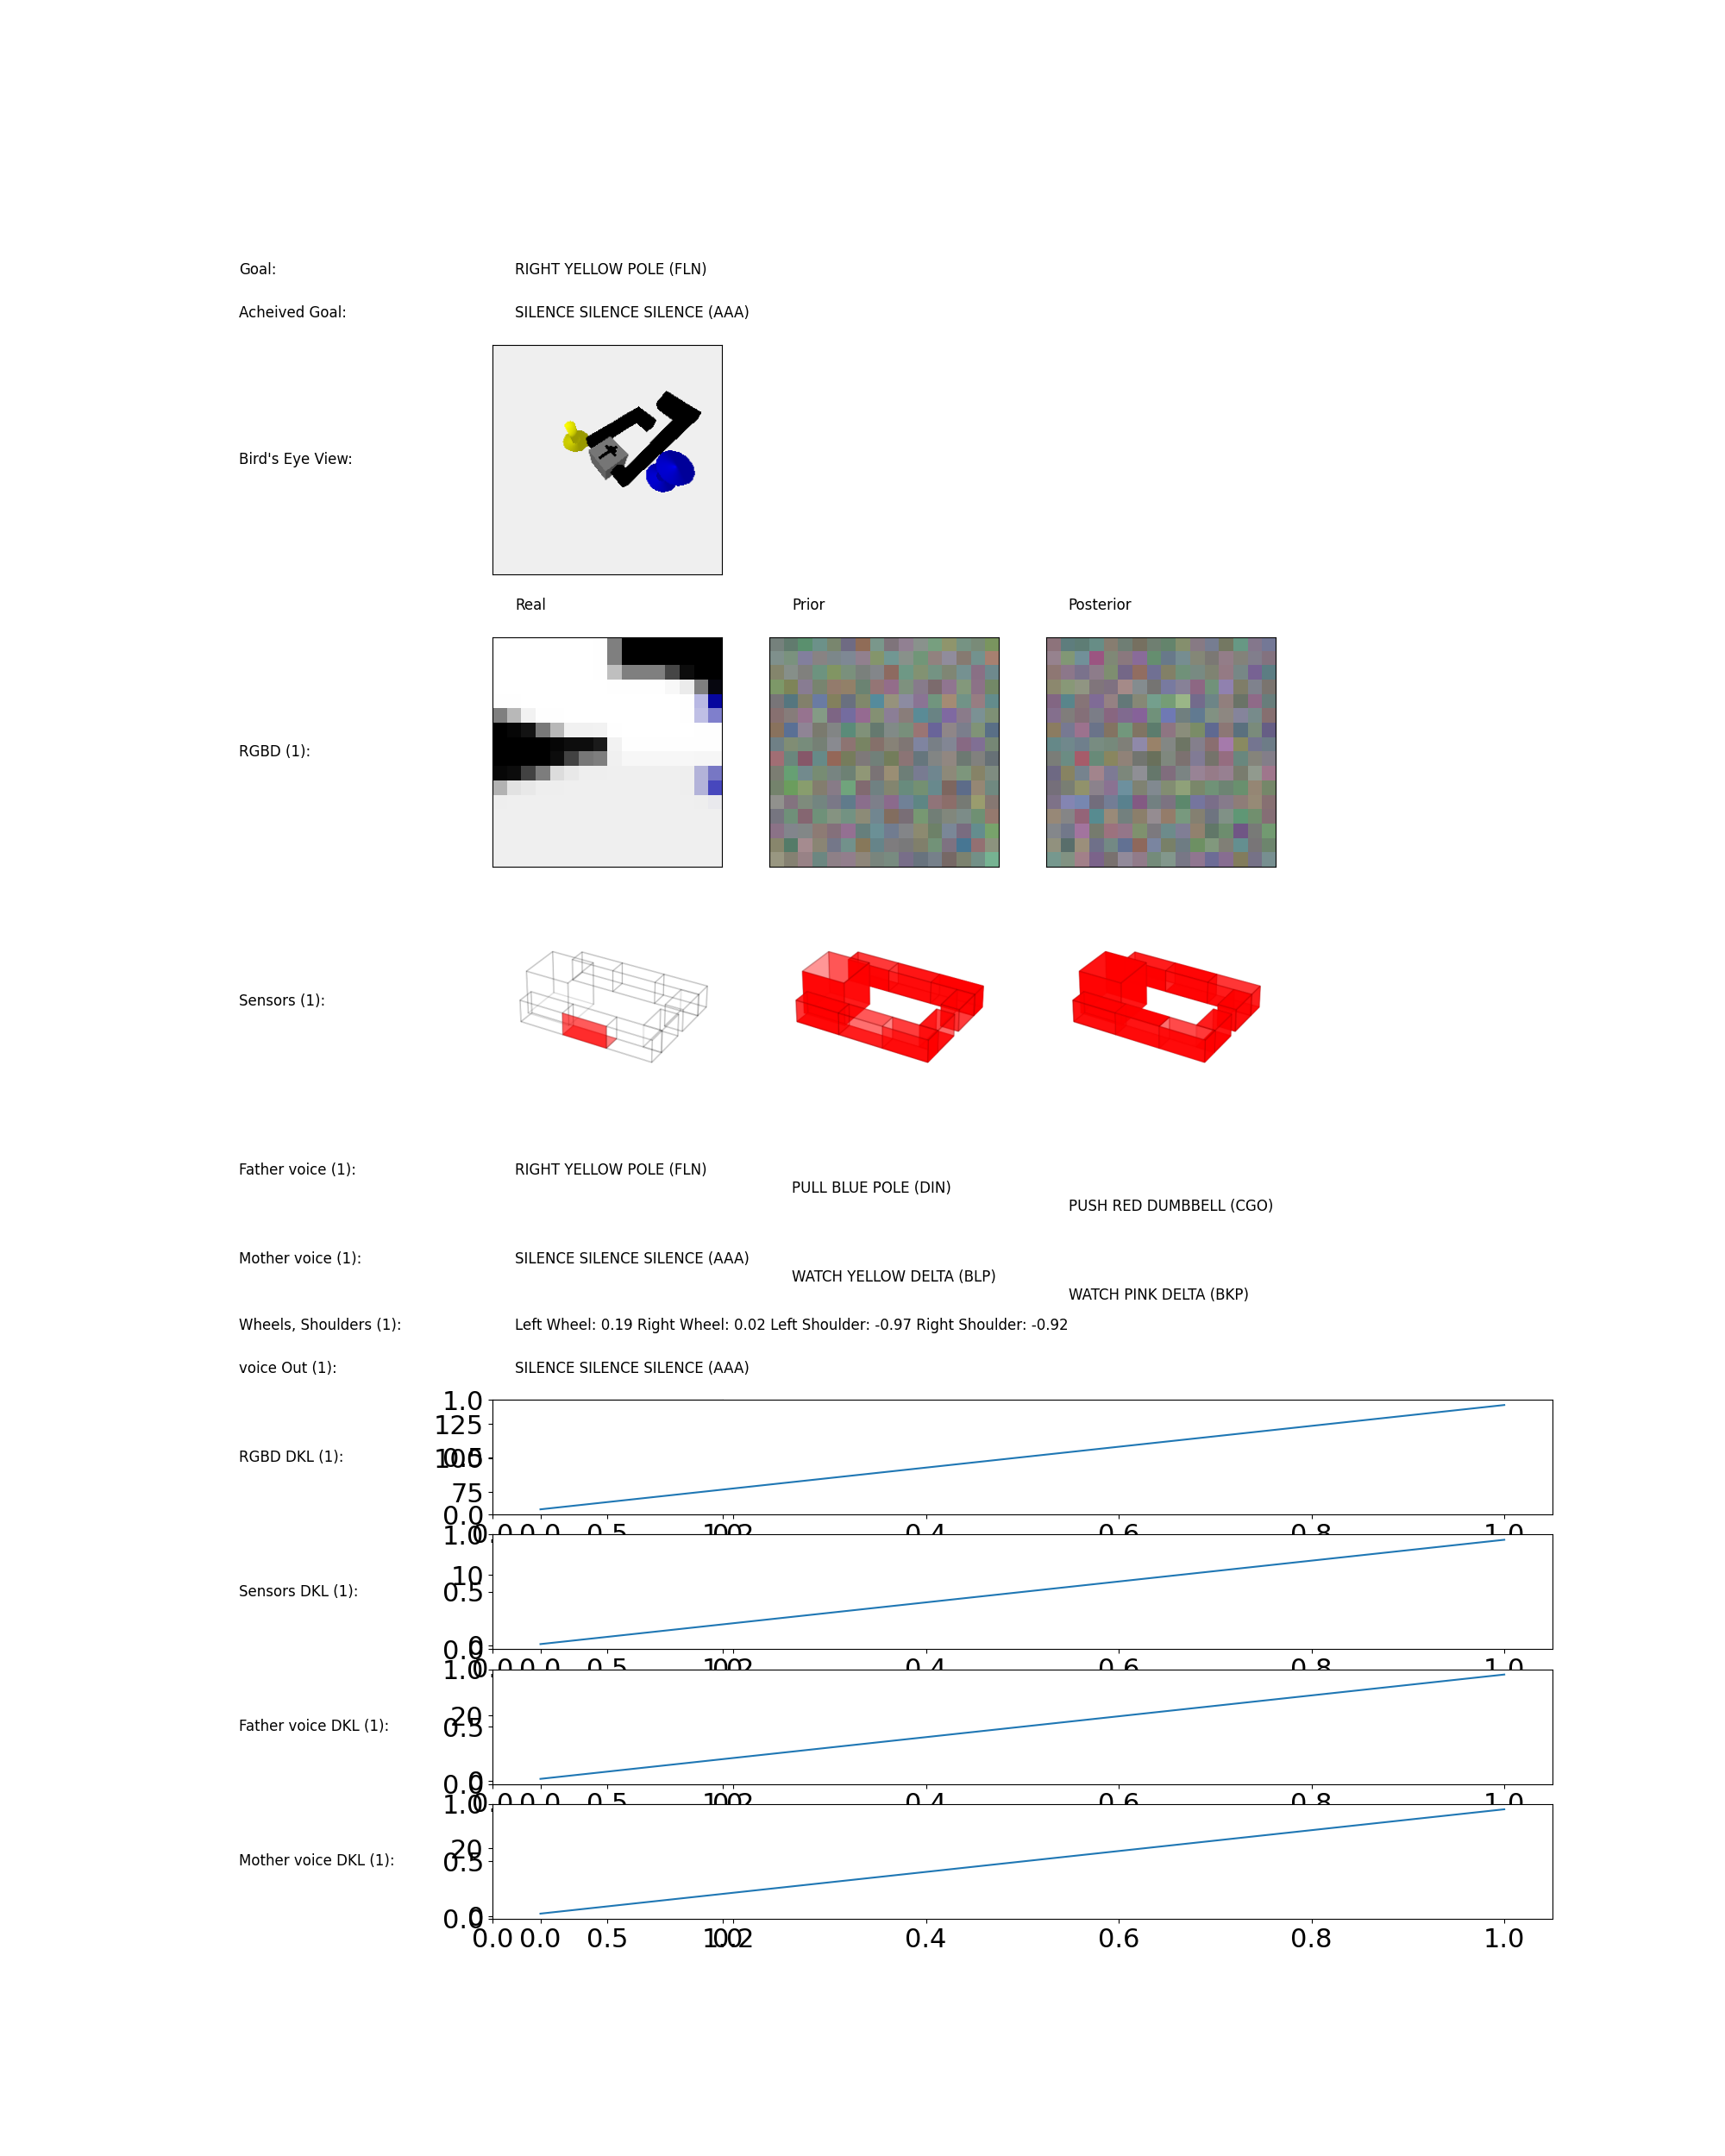 Goal: RIGHT YELLOW POLE (FLN)
Acheived Goal: SILENCE SILENCE SILENCE (AAA)
Bird's Eye View:
Real Prior Posterior
RGBD (1):
Sensors (1):
Father voice (1): RIGHT YELLOW POLE (FLN)
PULL BLUE POLE (DIN)
PUSH RED DUMBBELL (CGO)
Mother voice (1): SILENCE SILENCE SILENCE (AAA)
WATCH YELLOW DELTA (BLP)
WATCH PINK DELTA (BKP)
Wheels, Shoulders (1): Left Wheel: 0.19 Right Wheel: 0.02 Left Shoulder: -0.97 Right Shoulder: -0.92
voice Out (1): SILENCE SILENCE SILENCE (AAA)
1.0
125
RGBD DKL (1): 100 0.5
75
0.0
0.0 0.0 0.5 1.0 0.2 0.4 0.6 0.8 1.0
1.0
10
Sensors DKL (1): 0.5
0
0.0
0.0 0.0 0.5 1.0 0.2 0.4 0.6 0.8 1.0
1.0
20
Father voice DKL (1): 0.5
0
0.0
0.0 0.0 0.5 1.0 0.2 0.4 0.6 0.8 1.0
1.0
20
Mother voice DKL (1): 0.5
0
0.0
0.0 0.0 0.5 1.0 0.2 0.4 0.6 0.8 1.0